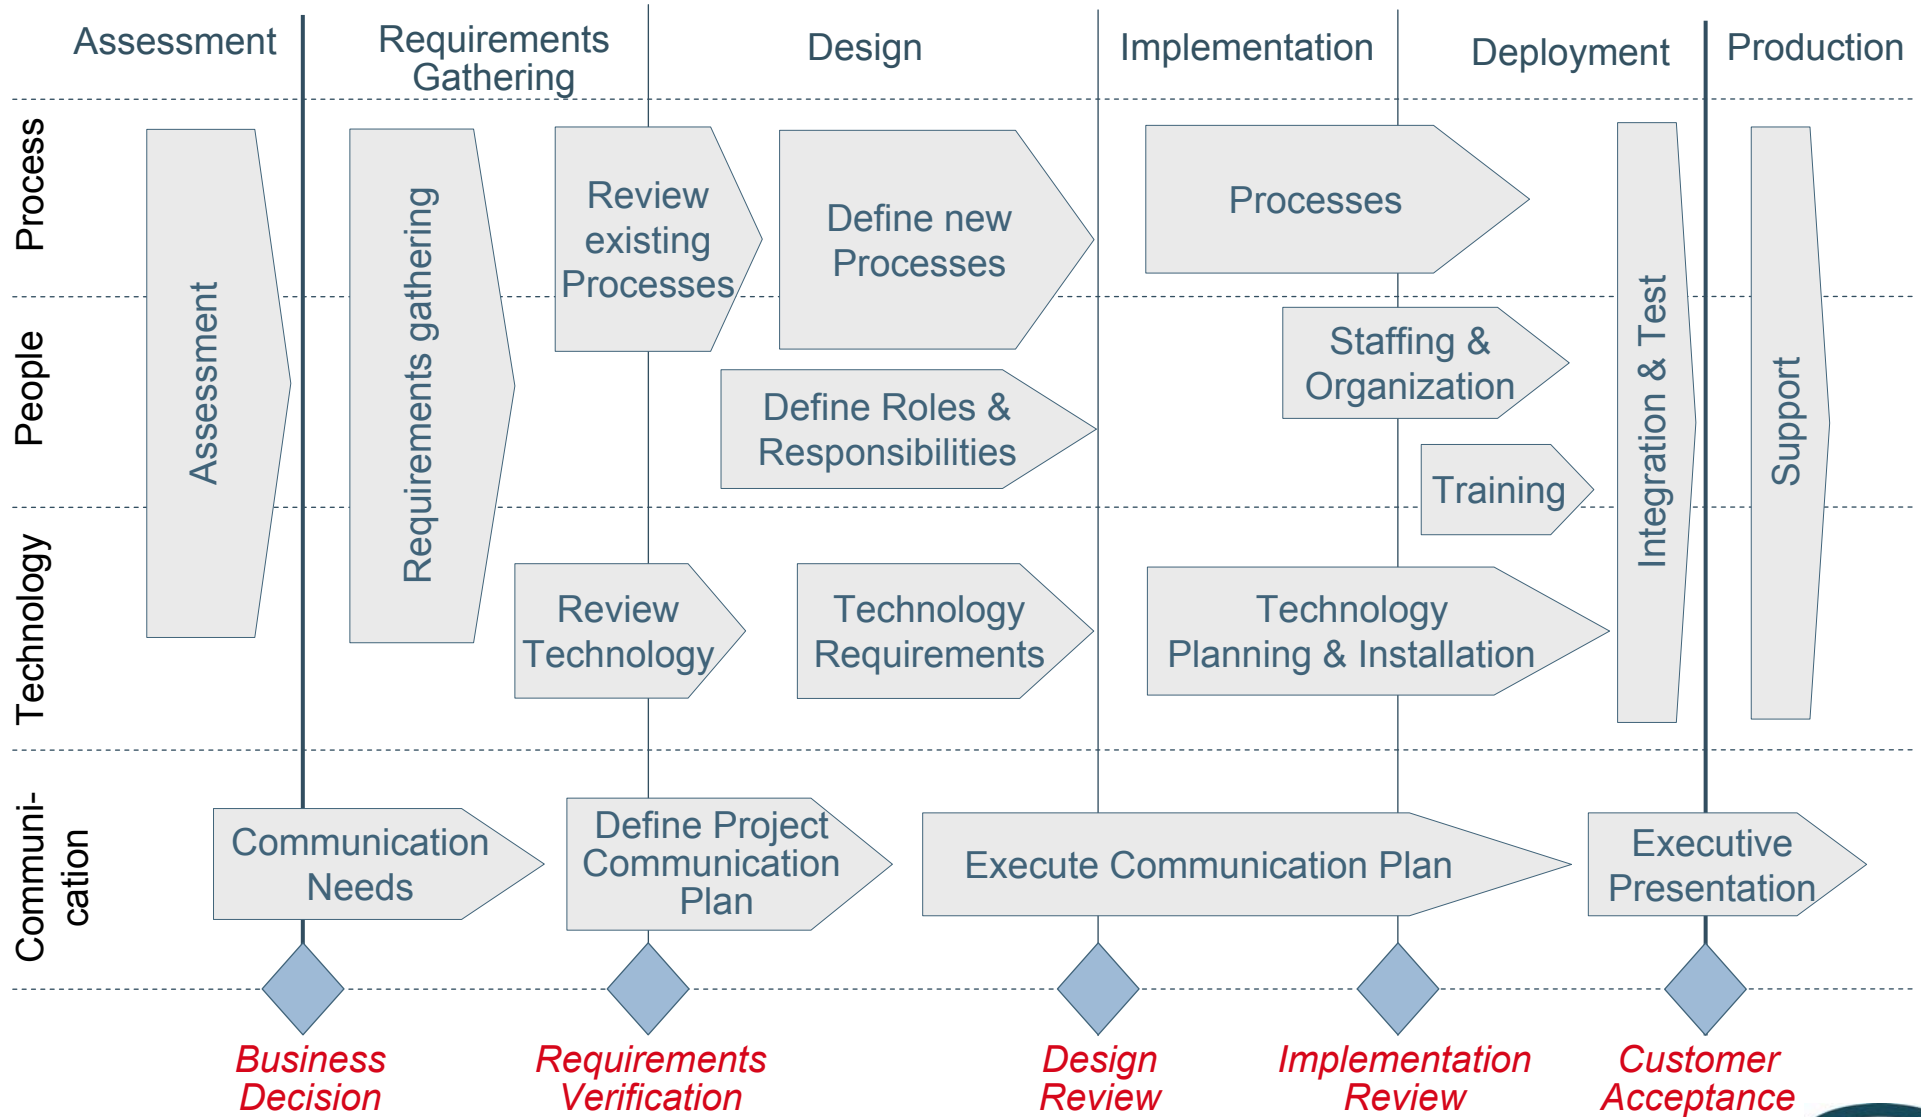 Assessment
Requirements
Gathering
Design
Implementation
Deployment
Production
Process
People
Technology
Communi-
cation
Assessment
Requirements gathering
Review
existing
Processes
Define new
Processes
Processes
Define Roles &
Responsibilities
Staffing &
Organization
Training
Integration & Test
Support
Review
Technology
Technology
Requirements
Technology
Planning & Installation
Communication
Needs
Define Project
Communication
Plan
Execute Communication Plan
Executive
Presentation
Business
Decision
Requirements
Verification
Design
Review
Implementation
Review
Customer
Acceptance